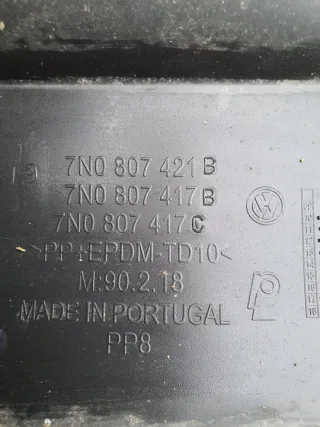 7N0 807 421 B
7N0 807 417 B
7N0 807 417 C
>PP+EPDM-TD10<
M.90.2.18
MADE IN PORTUGAL
PP8